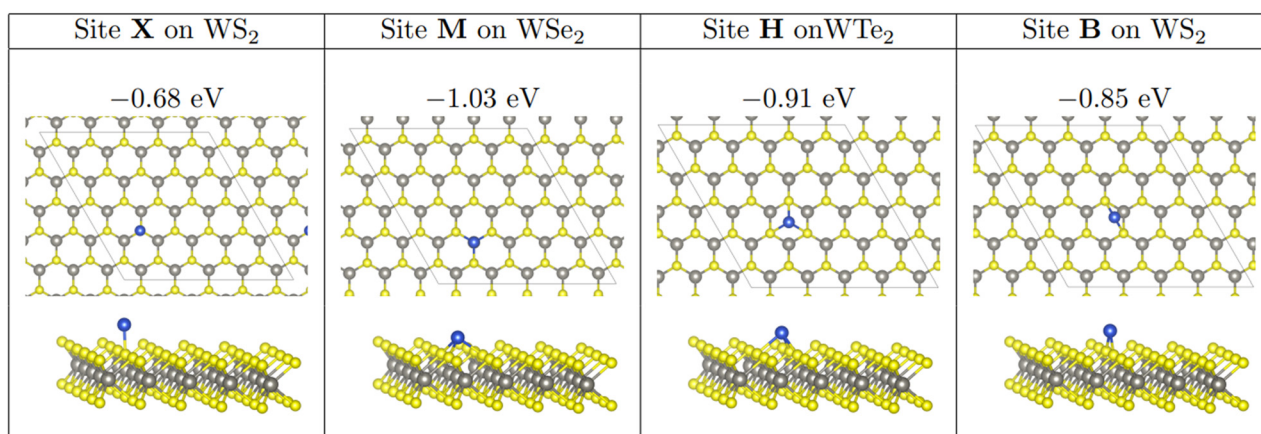 Site X on WS₂
Site M on WSe₂
Site H onWTe₂
Site B on WS₂
−0.68 eV
−1.03 eV
−0.91 eV
−0.85 eV